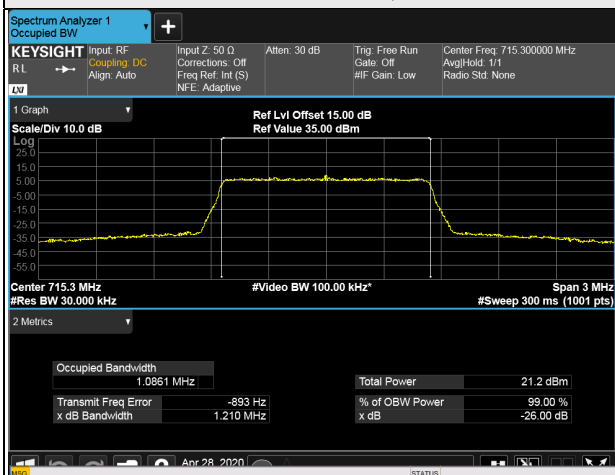 Spectrum Analyzer 1
Occupied BW
KEYSIGHT
RL
LXI
Input: RF
Coupling: DC
Align: Auto
Input Z: 50 Ω
Corrections: Off
Freq Ref: Int (S)
NFE: Adaptive
Atten: 30 dB
Trig: Free Run
Gate: Off
#IF Gain: Low
Center Freq: 715.300000 MHz
Avg|Hold: 1/1
Radio Std: None
1 Graph
Scale/Div 10.0 dB
Ref Lvl Offset 15.00 dB
Ref Value 35.00 dBm
Log
25.0
15.0
5.00
-5.00
-15.0
-25.0
-35.0
-45.0
-55.0
Center 715.3 MHz
#Video BW 100.00 kHz*
Span 3 MHz
#Res BW 30.000 kHz
#Sweep 300 ms (1001 pts)
2 Metrics
Occupied Bandwidth
1.0861 MHz
Total Power 21.2 dBm
Transmit Freq Error -893 Hz
% of OBW Power 99.00 %
x dB Bandwidth 1.210 MHz
x dB -26.00 dB
Apr 28, 2020
MSG
STATUS